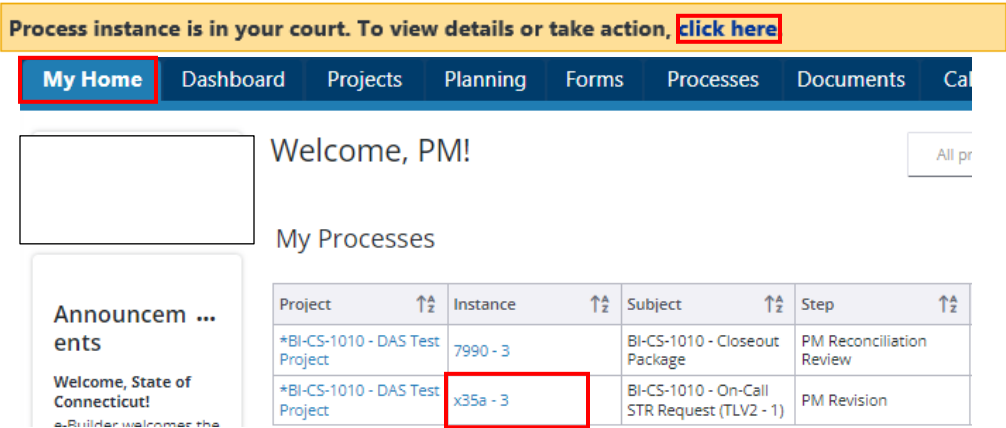 Process instance is in your court. To view details or take action, click here
My Home Dashboard Projects Planning Forms Processes Documents
Welcome, PM!
All
My Processes
Announcem ...
ents
Welcome, State of
Connecticut!
e-Builder welcomes the
Project Instance Subject Step
*BI-CS-1010 - DAS Test
Project
7990 - 3
BI-CS-1010 - Closeout
Package
PM Reconciliation
Review
*BI-CS-1010 - DAS Test
Project
x35a - 3
BI-CS-1010 - On-Call
STR Request (TLV2 - 1)
PM Revision